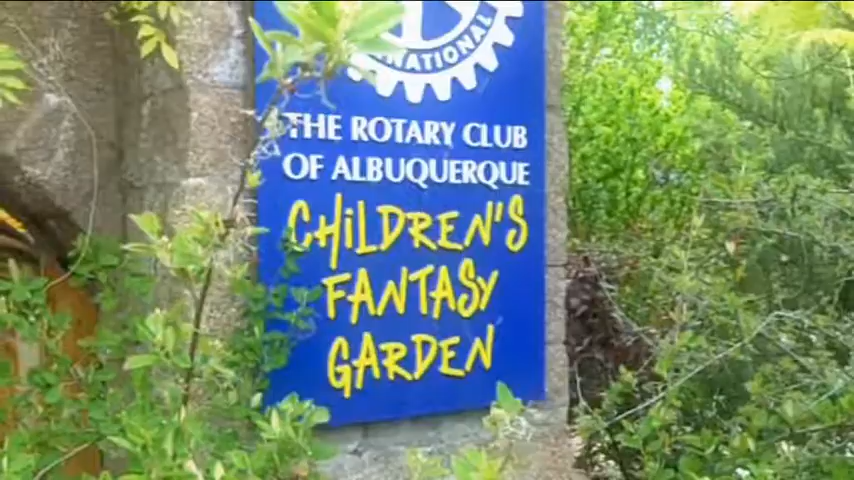 NATIONAL
THE ROTARY CLUB
OF ALBUQUERQUE
CHILDREN'S
FANTASY
GARDEN